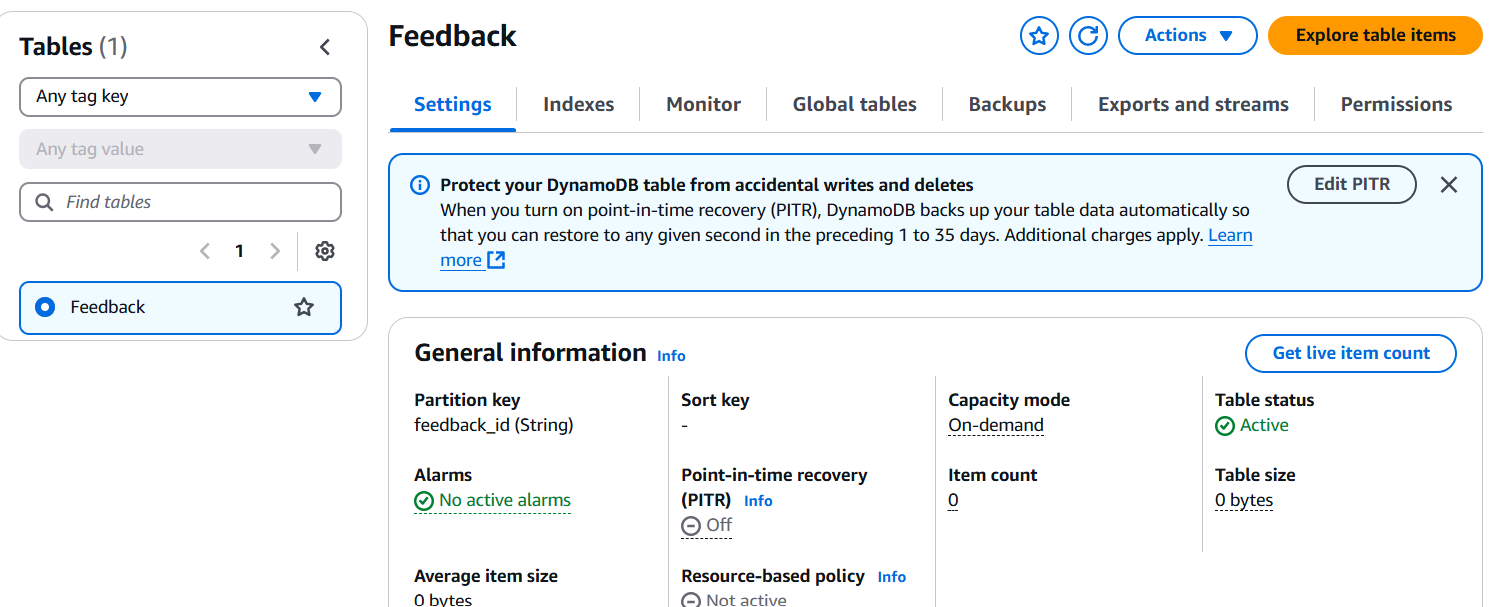 Tables (1)
Any tag key
Any tag value
Find tables
1
Feedback
Feedback
Actions
Explore table items
Settings
Indexes
Monitor
Global tables
Backups
Exports and streams
Permissions
Protect your DynamoDB table from accidental writes and deletes
When you turn on point-in-time recovery (PITR), DynamoDB backs up your table data automatically so
that you can restore to any given second in the preceding 1 to 35 days. Additional charges apply. Learn
more
Edit PITR
General information Info
Get live item count
Partition key
feedback_id (String)
Sort key
-
Capacity mode
On-demand
Table status
Active
Alarms
No active alarms
Point-in-time recovery
(PITR) Info
Off
Item count
0
Table size
0 bytes
Average item size
0 bytes
Resource-based policy Info
Not active